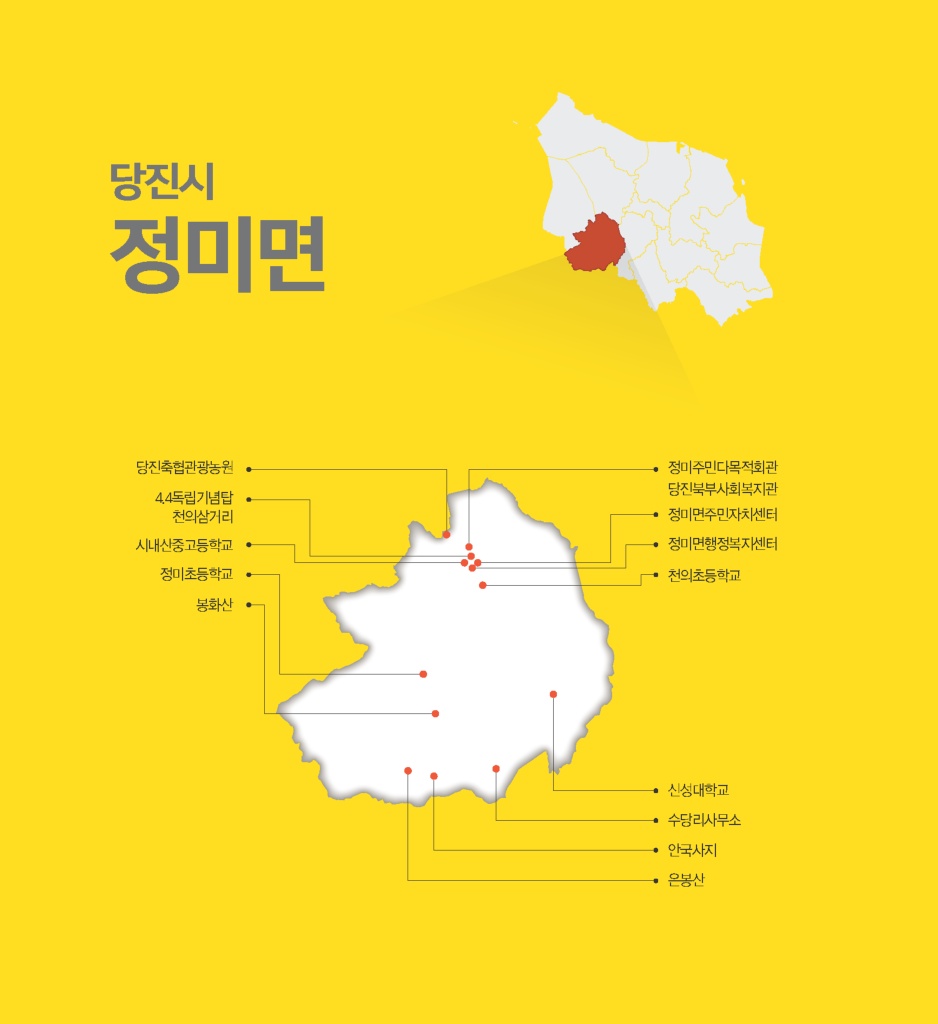 당진시
정미면
당진축협관광농원
4.4독립기념탑
천의삼거리
시내산중고등학교
정미초등학교
봉화산
정미주민다목적회관
당진북부사회복지관
정미면주민자치센터
정미면행정복지센터
천의초등학교
신성대학교
수당리사무소
안국사지
은봉산